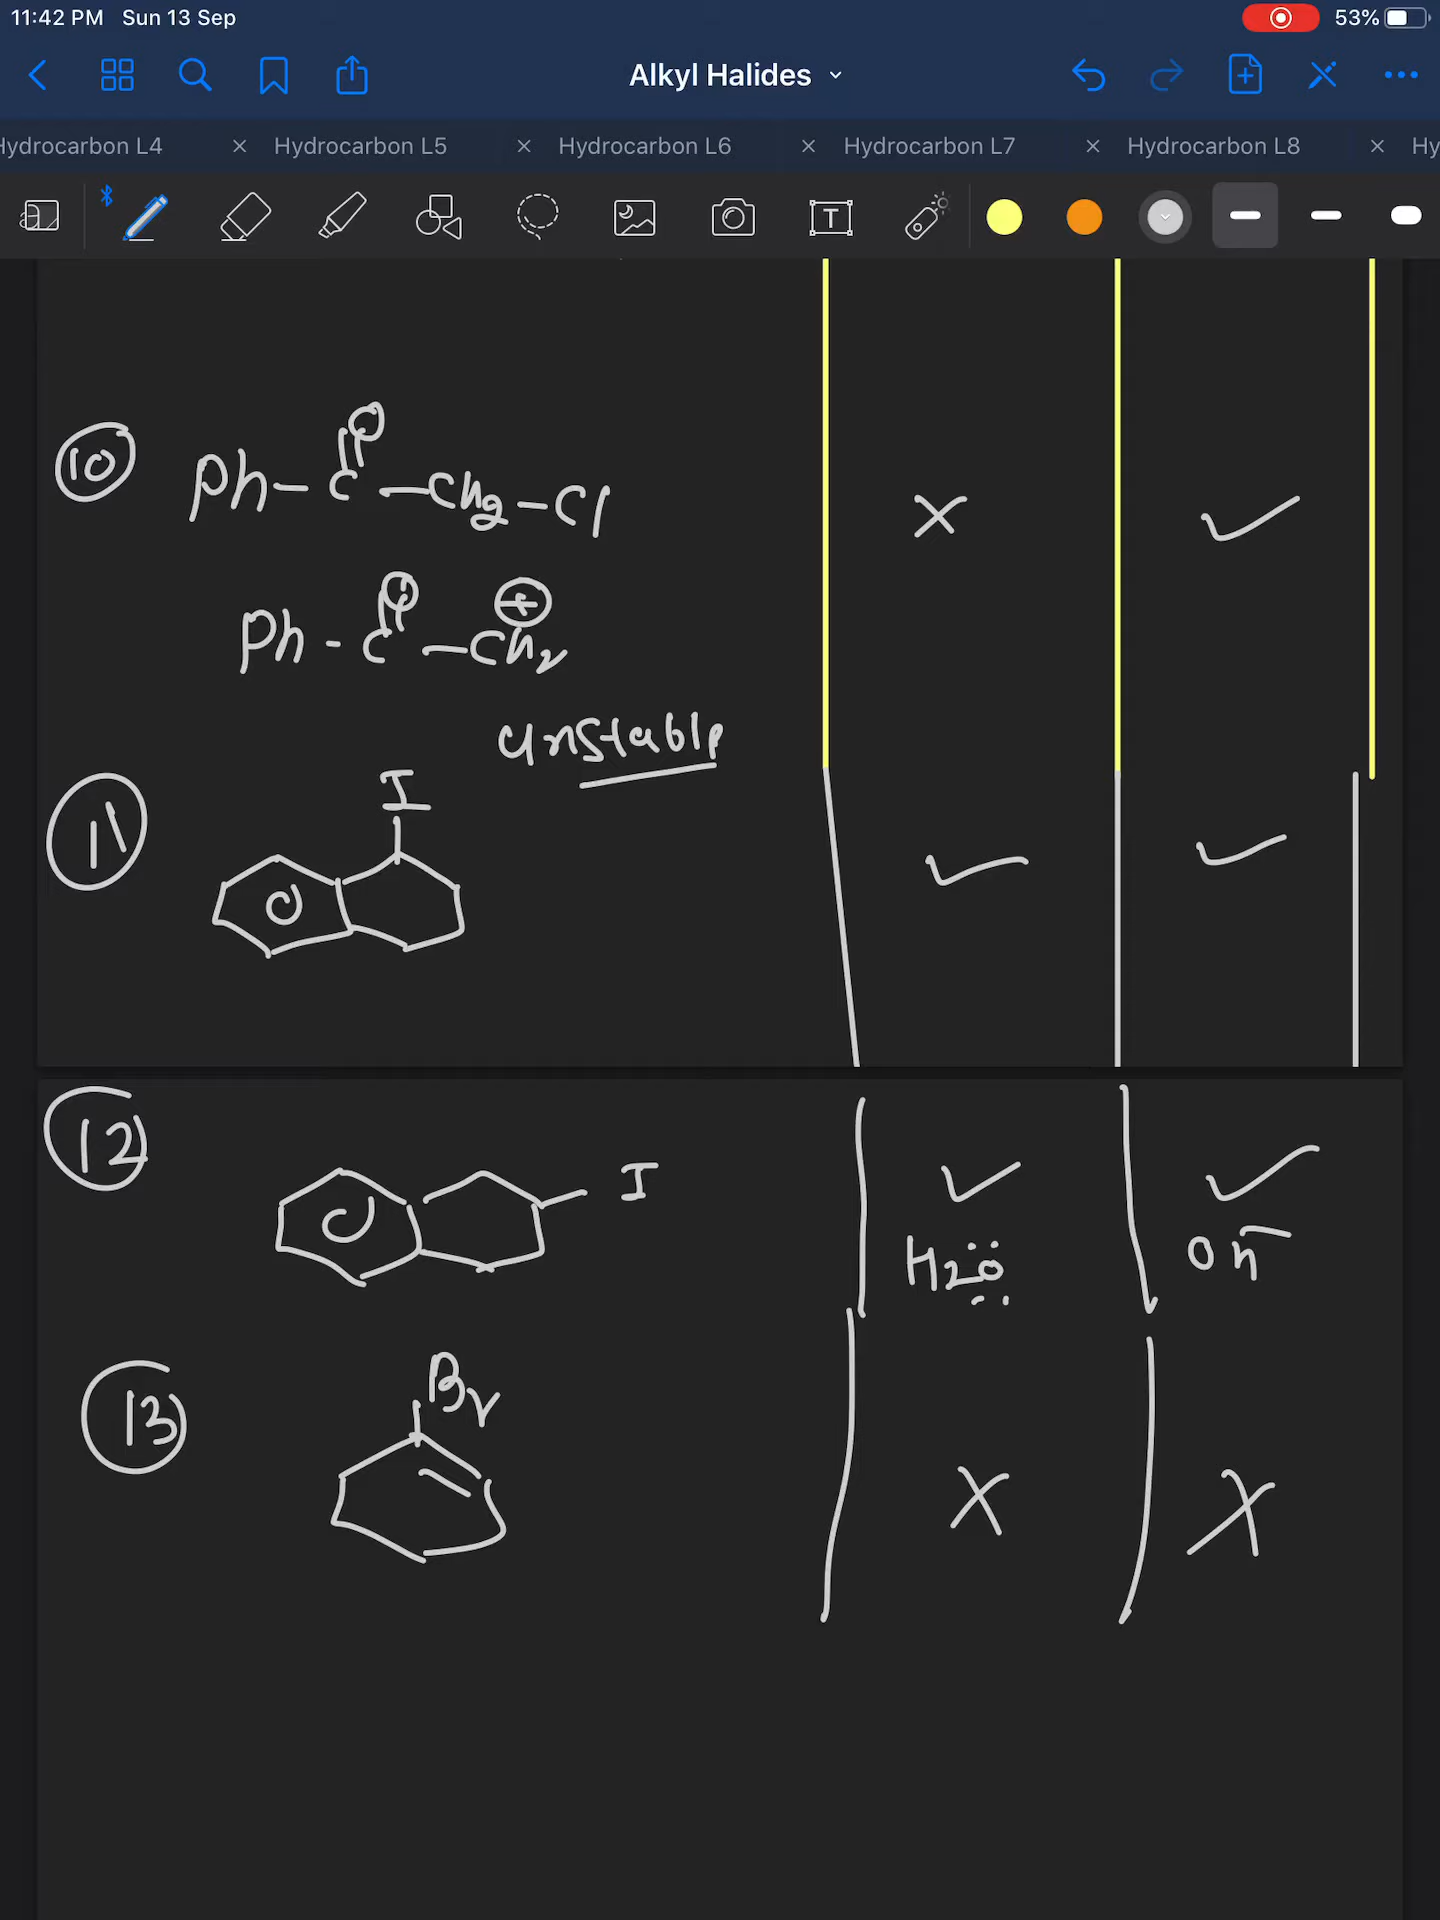 11:42 PM Sun 13 Sep 53%
Alkyl Halides
Hydrocarbon L4 × Hydrocarbon L5 × Hydrocarbon L6 × Hydrocarbon L7 × Hydrocarbon L8 × Hy
a T
10 Ph-C-CH2-Cl
O
× ✓
Ph-C-CH2
O +
Unstable
11 I ✓ ✓
12 I ✓ ✓
H2O OH-
13 Br × ×